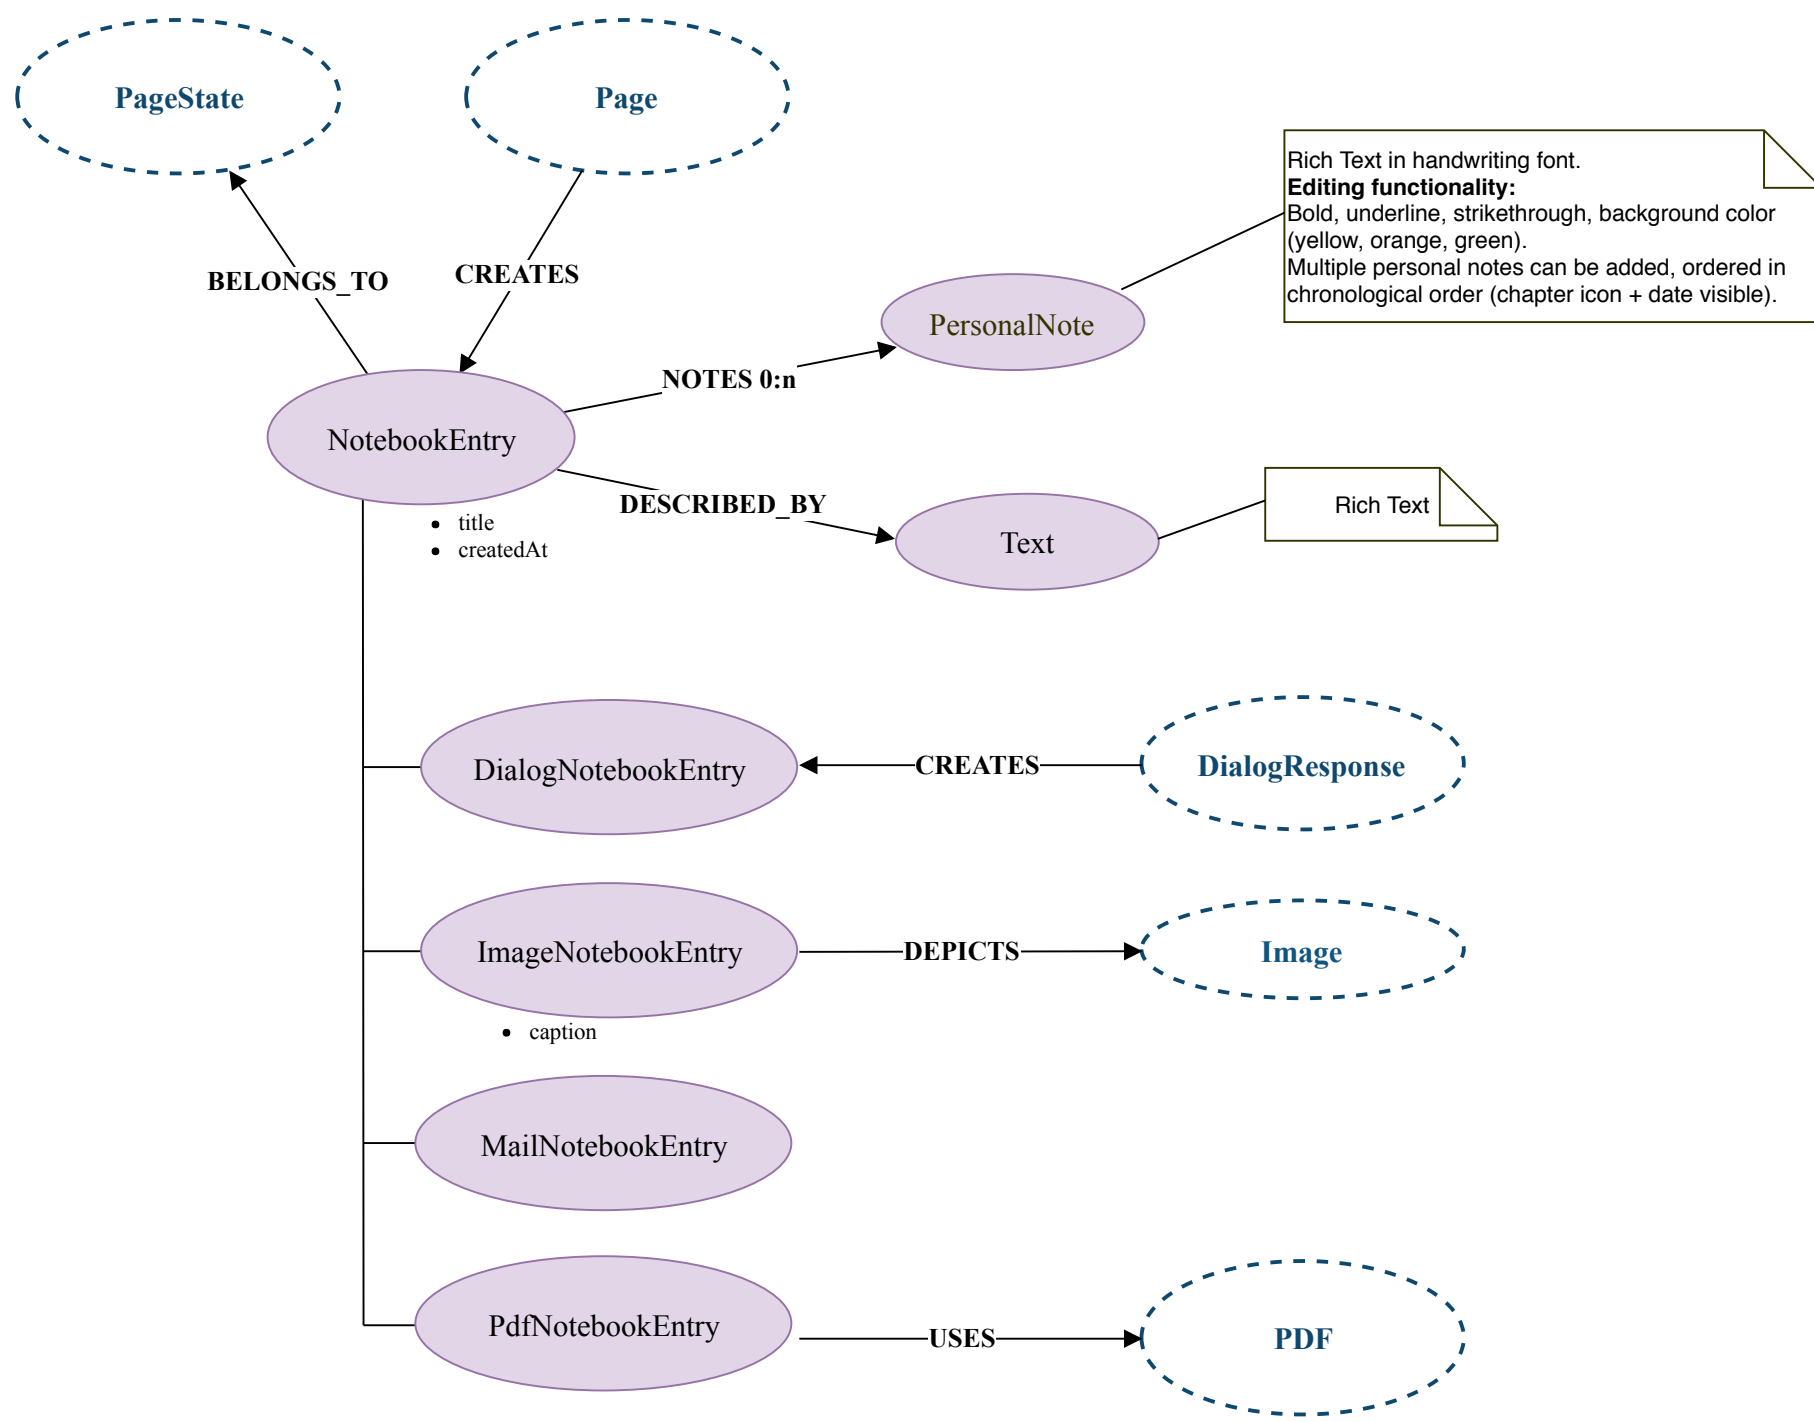 PageState
Page
Rich Text in handwriting font.
Editing functionality:
Bold, underline, strikethrough, background color
(yellow, orange, green).
Multiple personal notes can be added, ordered in
chronological order (chapter icon + date visible).
BELONGS_TO
CREATES
PersonalNote
NOTES 0:n
NotebookEntry
• title
• createdAt
DESCRIBED_BY
Text
Rich Text
DialogNotebookEntry
CREATES
DialogResponse
ImageNotebookEntry
DEPICTS
Image
• caption
MailNotebookEntry
PdfNotebookEntry
USES
PDF